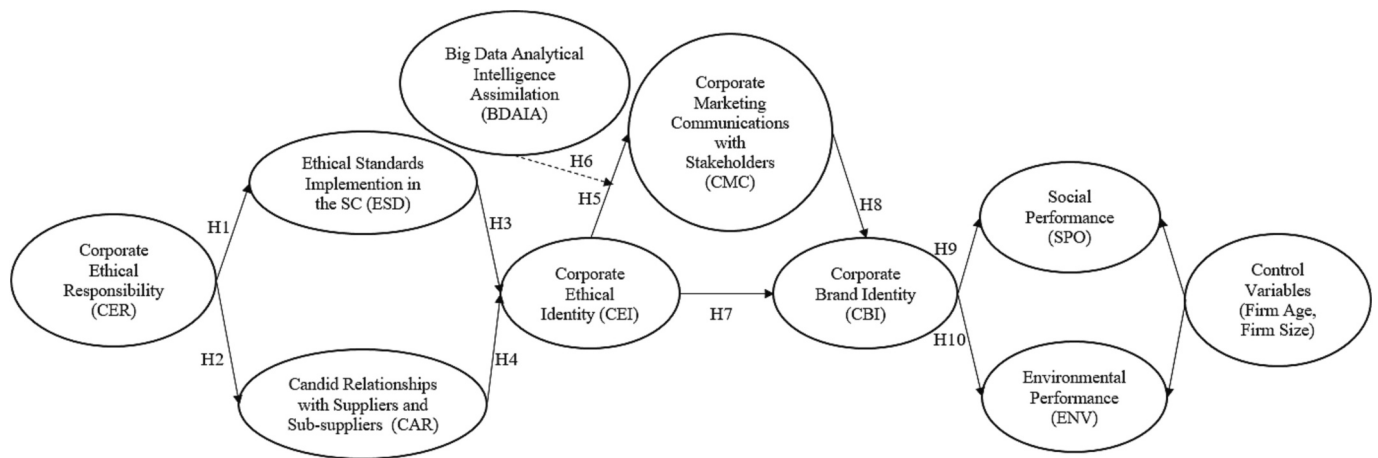 Big Data Analytical
Intelligence
Assimilation
(BDAIA)
Corporate
Marketing
Communications
with
Stakeholders
(CMC)
H6
H5
Ethical Standards
Implemention in
the SC (ESD)
H1
H3
H8
Social
Performance
(SPO)
Corporate
Ethical
Responsibility
(CER)
Corporate
Ethical
Identity (CEI)
H7
Corporate
Brand Identity
(CBI)
H9
H10
Control
Variables
(Firm Age,
Firm Size)
H2
H4
Candid Relationships
with Suppliers and
Sub-suppliers (CAR)
Environmental
Performance
(ENV)